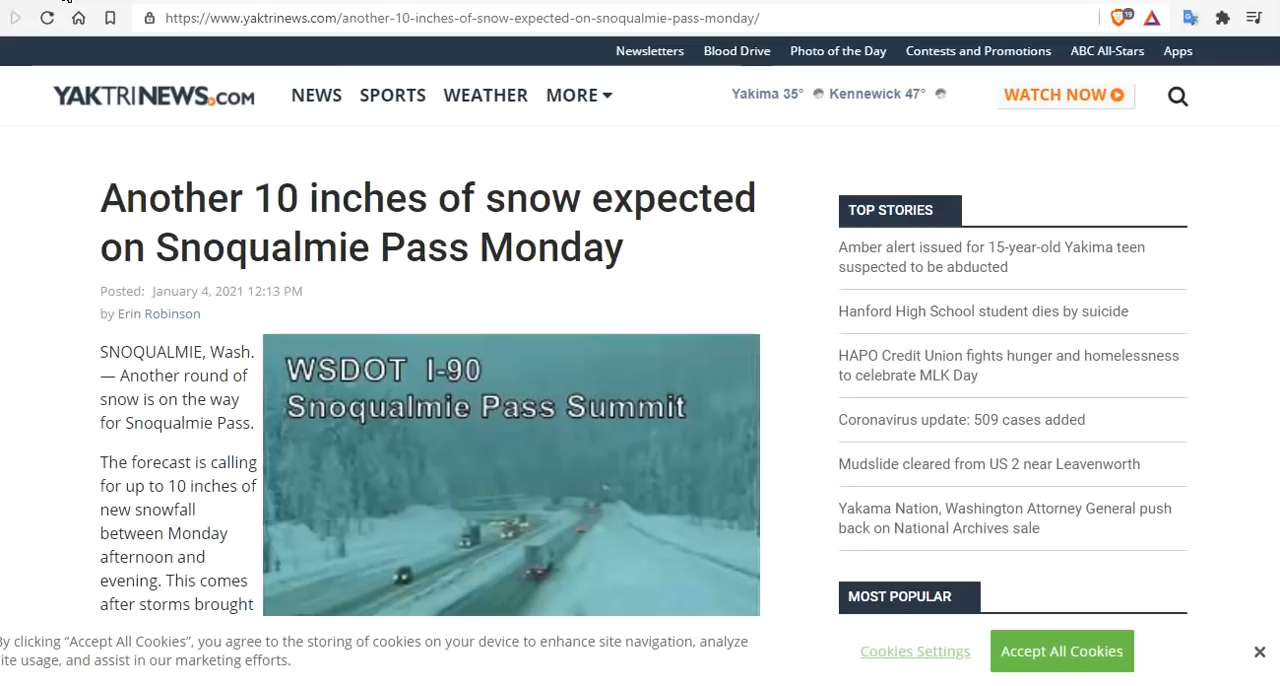 https://www.yaktrinews.com/another-10-inches-of-snow-expected-on-snoqualmie-pass-monday/
19
Newsletters Blood Drive Photo of the Day Contests and Promotions ABC All-Stars Apps
YAKTRINEWS.COM NEWS SPORTS WEATHER MORE Yakima 35° Kennewick 47° WATCH NOW
Another 10 inches of snow expected
on Snoqualmie Pass Monday
Posted: January 4, 2021 12:13 PM
by Erin Robinson
SNOQUALMIE, Wash.
— Another round of
snow is on the way
for Snoqualmie Pass.
The forecast is calling
for up to 10 inches of
new snowfall
between Monday
afternoon and
evening. This comes
after storms brought
WSDOT I-90
Snoqualmie Pass Summit
TOP STORIES
Amber alert issued for 15-year-old Yakima teen
suspected to be abducted
Hanford High School student dies by suicide
HAPO Credit Union fights hunger and homelessness
to celebrate MLK Day
Coronavirus update: 509 cases added
Mudslide cleared from US 2 near Leavenworth
Yakama Nation, Washington Attorney General push
back on National Archives sale
MOST POPULAR
By clicking “Accept All Cookies”, you agree to the storing of cookies on your device to enhance site navigation, analyze
ite usage, and assist in our marketing efforts.
Cookies Settings
Accept All Cookies